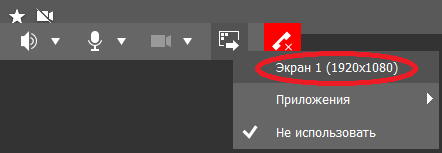 Экран 1 (1920x1080)
Приложения
Не использовать